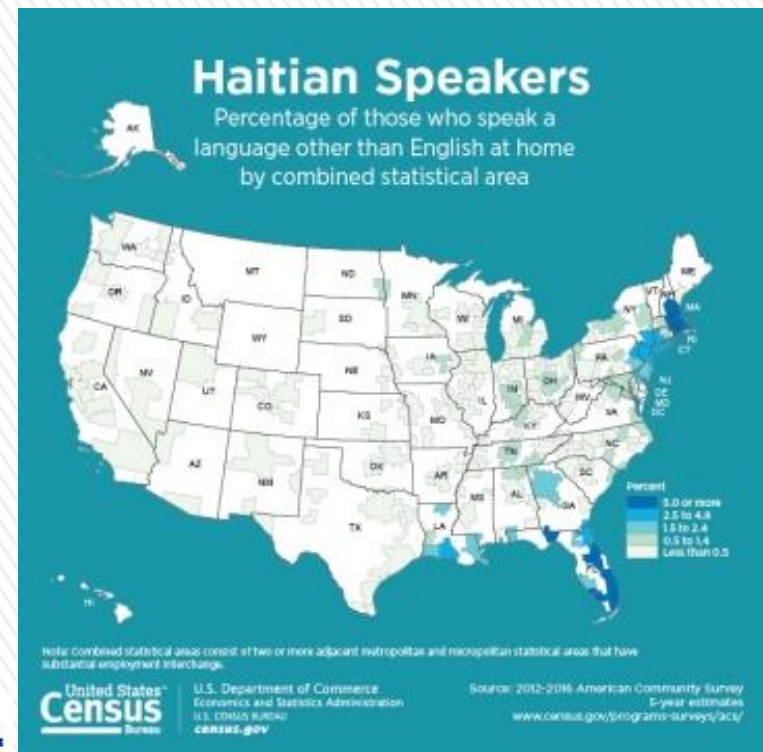 Haitian Speakers
Percentage of those who speak a
language other than English at home
by combined statistical area
AK
WA
MT
ND
MN
ME
VT
NH
OR
ID
SD
WI
MI
NY
MA
WY
RI
CT
IA
PA
NE
NV
OH
NJ
UT
IL
IN
DE
CA
CO
WV
MD
DC
KS
MO
KY
VA
NC
TN
AZ
OK
NM
AR
SC
MS
AL
GA
TX
LA
FL
HI
Percent
5.0 or more
2.5 to 4.9
1.5 to 2.4
0.5 to 1.4
Less than 0.5
Note: Combined statistical areas consist of two or more adjacent metropolitan and micropolitan statistical areas that have
substantial employment interchange.
United States
Census
Bureau
U.S. Department of Commerce
Economics and Statistics Administration
U.S. CENSUS BUREAU
census.gov
Source: 2012-2016 American Community Survey
5-year estimates
www.census.gov/programs-surveys/acs/